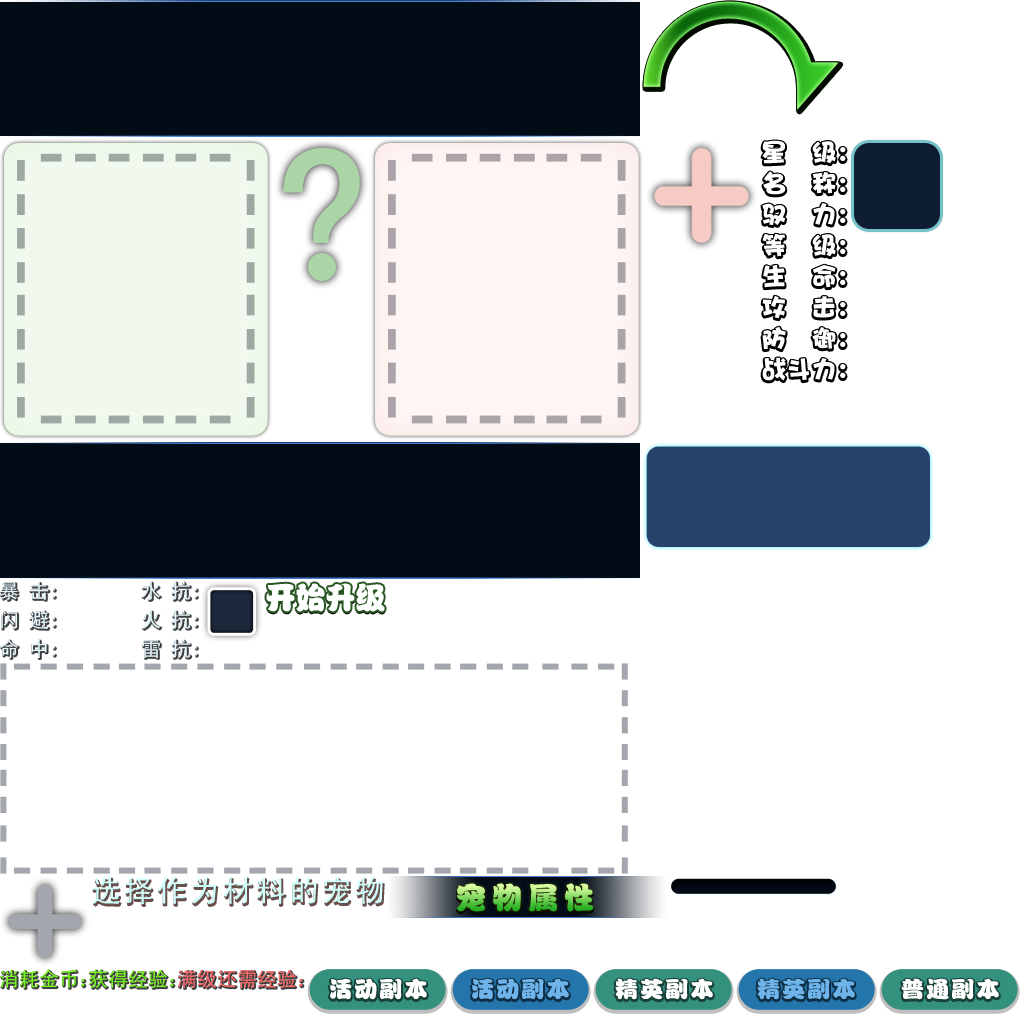 ?
星 级:
名 称:
驭 力:
等 级:
生 命:
攻 击:
防 御:
战斗力:
暴 击:
闪 避:
命 中:
水 抗:
火 抗:
雷 抗:
开始升级
选择作为材料的宠物
宠物属性
消耗金币:获得经验:满级还需经验:
活动副本 活动副本 精英副本 精英副本 普通副本